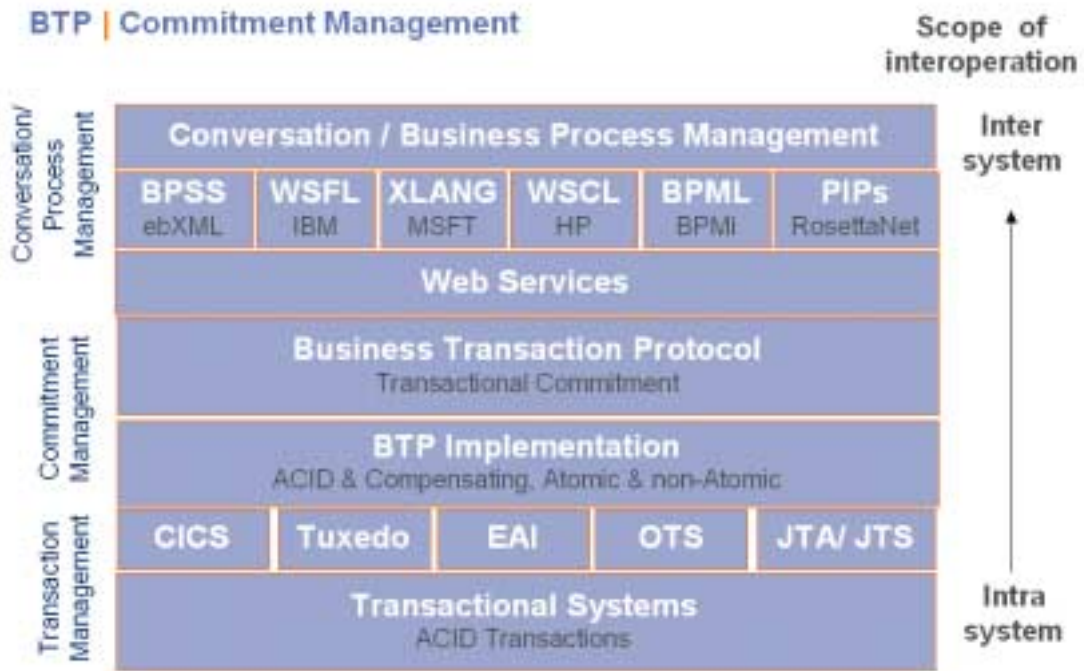 BTP | Commitment Management
Scope of
interoperation
Conversation/
Process
Management
Conversation / Business Process Management
Inter
system
BPSS WSFL XLANG WSCL BPML PIPs
ebXML IBM MSFT HP BPMI RosettaNet
Web Services
Commitment
Management
Business Transaction Protocol
Transactional Commitment
BTP Implementation
ACID & Compensating, Atomic & non-Atomic
Transaction
Management
CICS Tuxedo EAI OTS JTA/ JTS
Transactional Systems
ACID Transactions
Intra
system